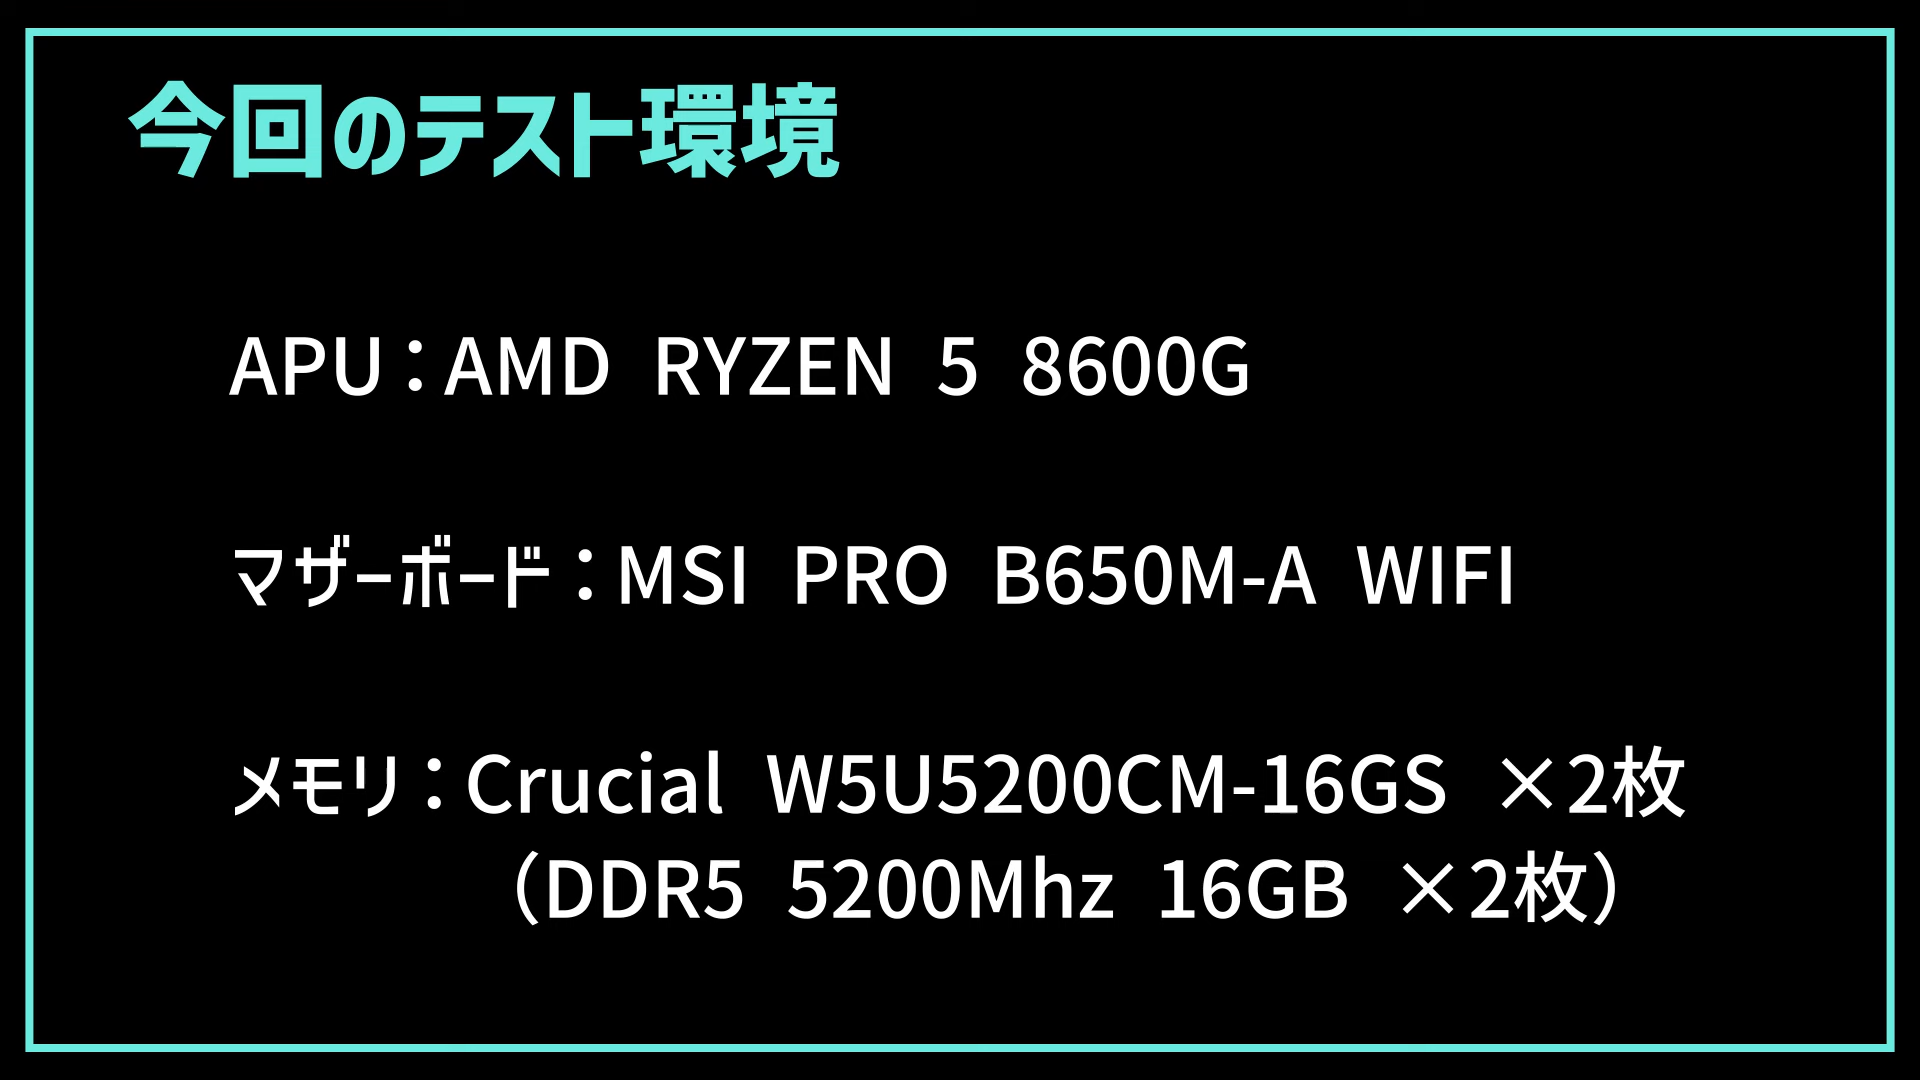 今回のテスト環境
APU：AMD RYZEN 5 8600G
マザーボード：MSI PRO B650M-A WIFI
メモリ：Crucial W5U5200CM-16GS ×2枚
（DDR5 5200Mhz 16GB ×2枚）